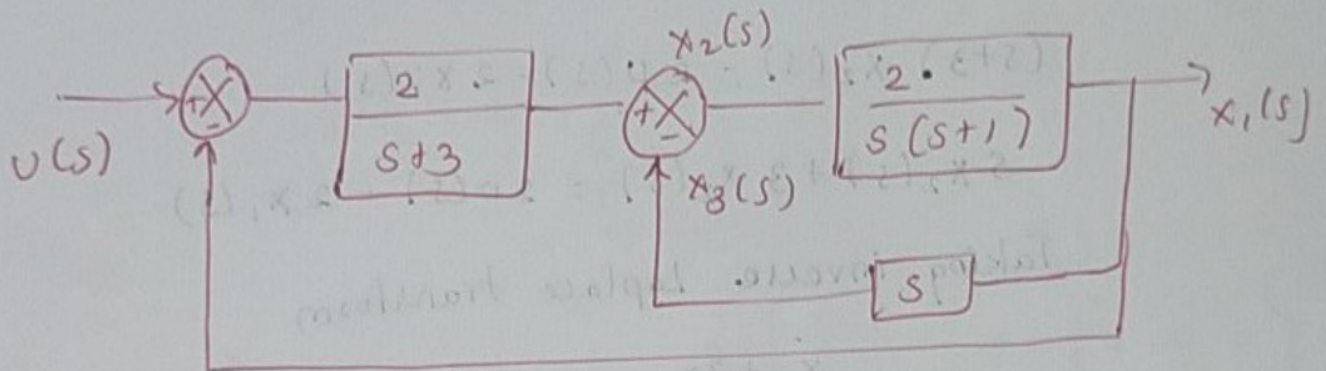 X2(s)
2
s+3
2.
s(s+1)
U(s)
+
-
+
-
X1(s)
X3(s)
s